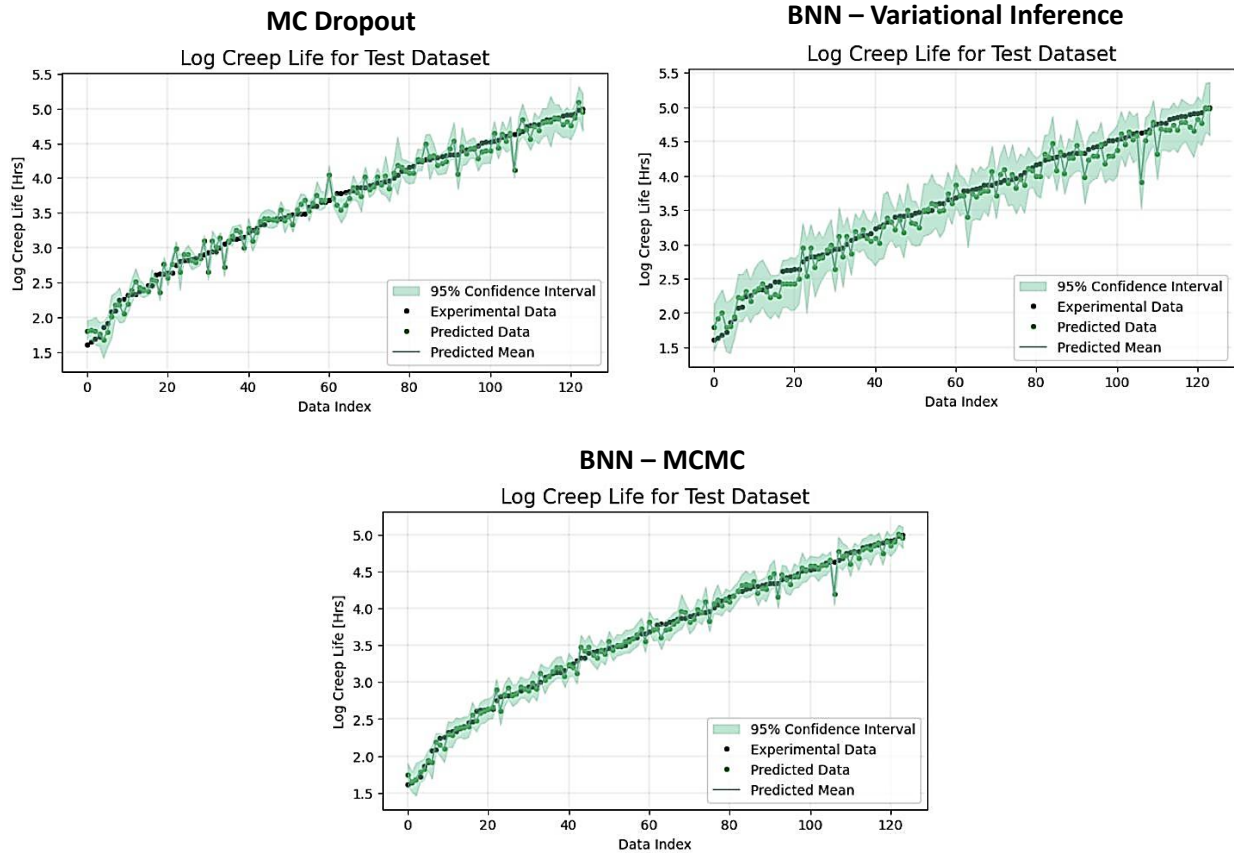 MC Dropout
Log Creep Life for Test Dataset
5.5
5.0
4.5
4.0
3.5
3.0
2.5
2.0
1.5
Log Creep Life [Hrs]
95% Confidence Interval
Experimental Data
Predicted Data
Predicted Mean
0 20 40 60 80 100 120
Data Index
BNN – Variational Inference
Log Creep Life for Test Dataset
5.5
5.0
4.5
4.0
3.5
3.0
2.5
2.0
1.5
Log Creep Life [Hrs]
95% Confidence Interval
Experimental Data
Predicted Data
Predicted Mean
0 20 40 60 80 100 120
Data Index
BNN – MCMC
Log Creep Life for Test Dataset
5.0
4.5
4.0
3.5
3.0
2.5
2.0
1.5
Log Creep Life [Hrs]
95% Confidence Interval
Experimental Data
Predicted Data
Predicted Mean
0 20 40 60 80 100 120
Data Index